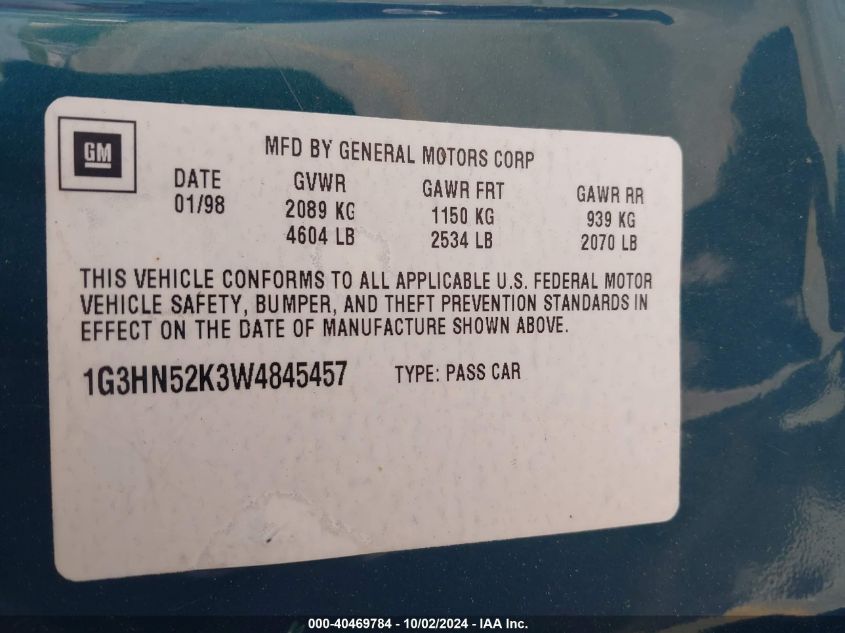 GM
MFD BY GENERAL MOTORS CORP
DATE GVWR GAWR FRT GAWR RR
01/98 2089 KG 1150 KG 939 KG
4604 LB 2534 LB 2070 LB
THIS VEHICLE CONFORMS TO ALL APPLICABLE U.S. FEDERAL MOTOR
VEHICLE SAFETY, BUMPER, AND THEFT PREVENTION STANDARDS IN
EFFECT ON THE DATE OF MANUFACTURE SHOWN ABOVE.
1G3HN52K3W4845457 TYPE: PASS CAR
000-40469784 - 10/02/2024 - IAA Inc.